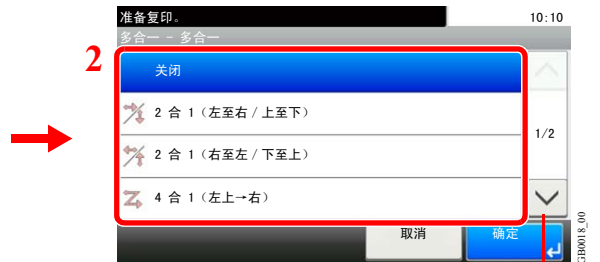 准备复印。 10:10
多合一 - 多合一
2
关闭
2 合 1（左至右/上至下）
2 合 1（右至左/下至上）
1/2
4 合 1（左上→右）
取消 确定
GB0018_00